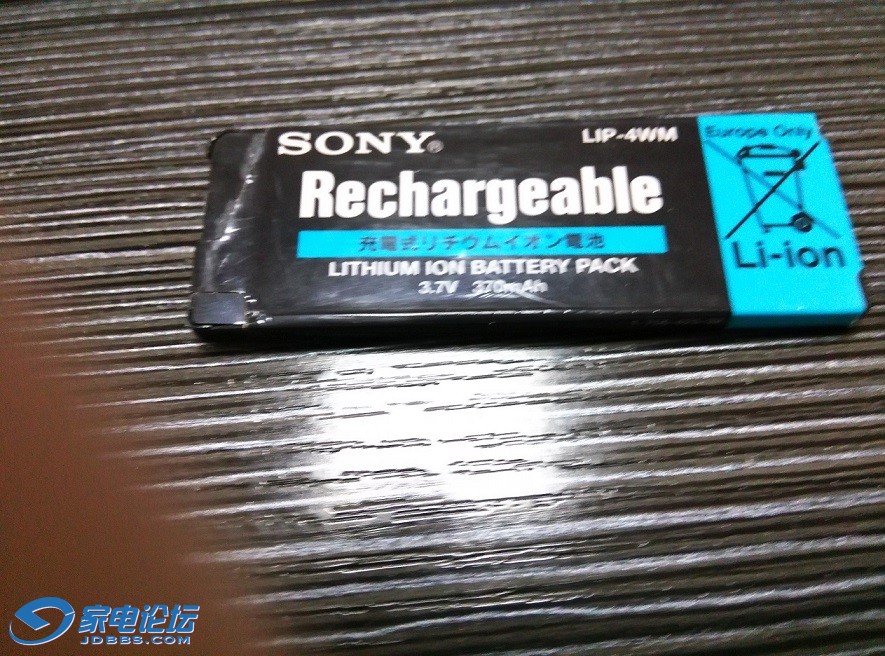 SONY®
LIP-4WM
Europe Only
Rechargeable
充電式リチウムイオン電池
Li-ion
LITHIUM ION BATTERY PACK
3.7V 370mAh
家电论坛
JDBBS.COM